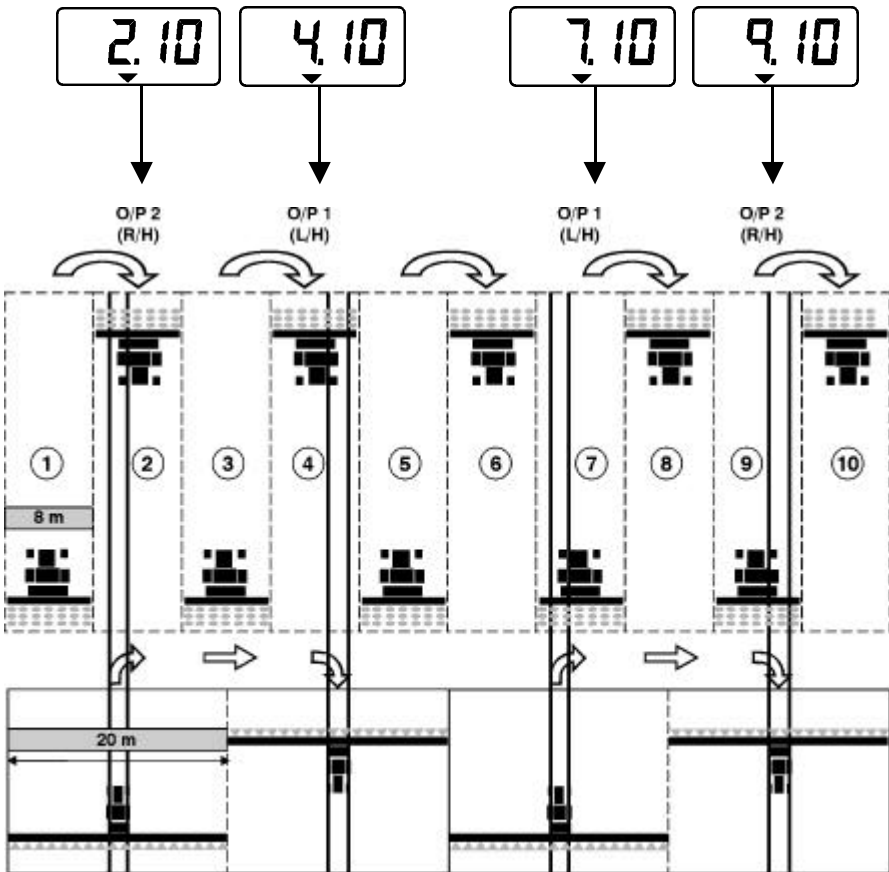 2.10 4.10 7.10 9.10
O/P 2 O/P 1 O/P 1 O/P 2
(R/H) (L/H) (L/H) (R/H)
1 2 3 4 5 6 7 8 9 10
8 m
20 m